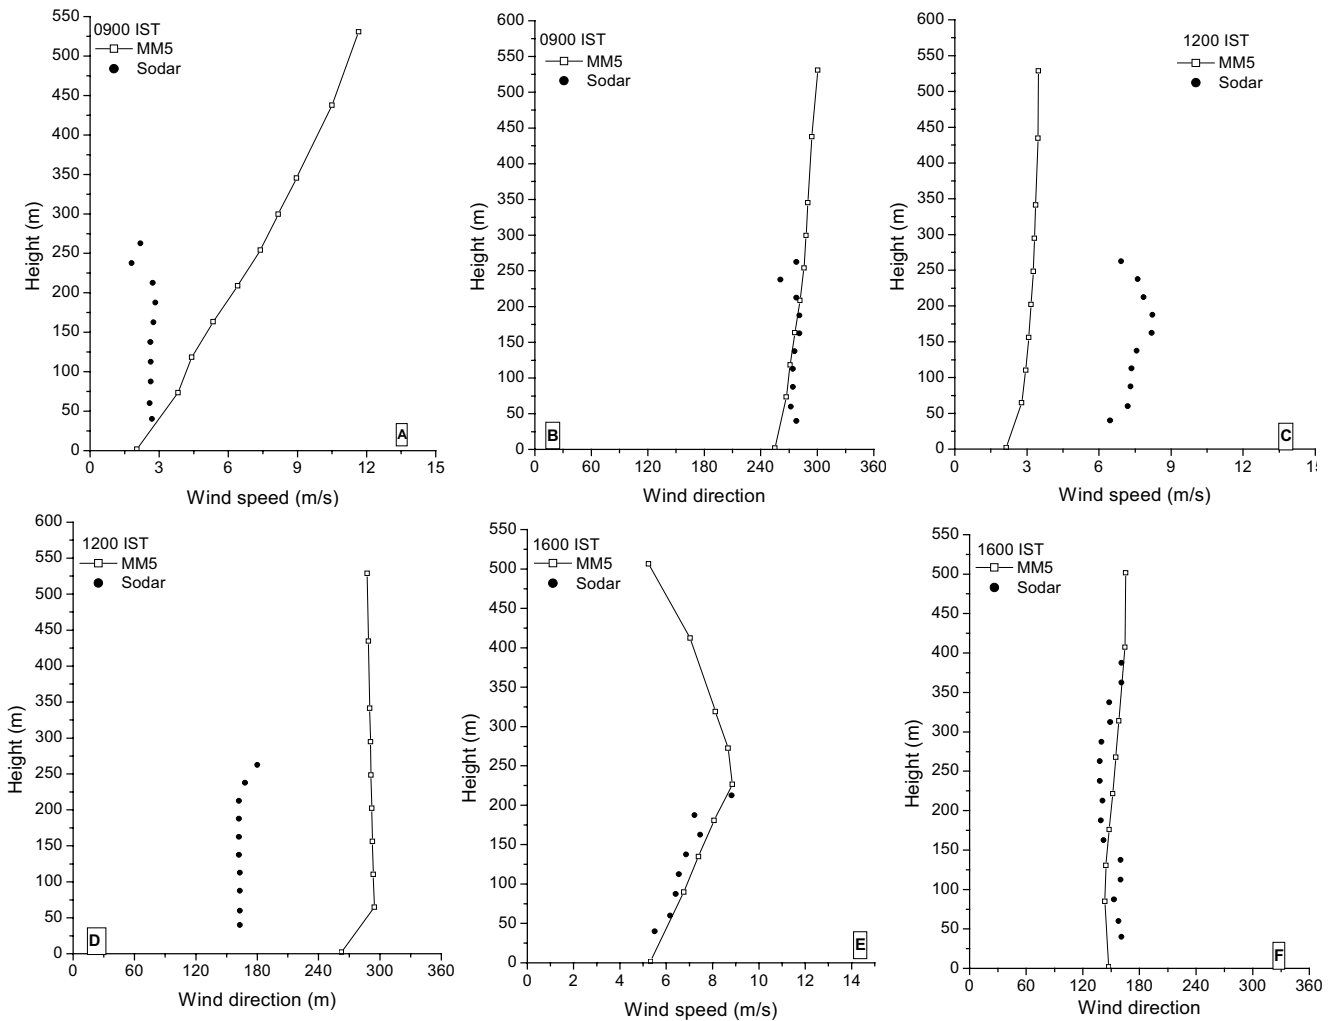 0900 IST
MM5
Sodar
550
500
450
400
350
300
250
200
150
100
50
0
Height (m)
0 3 6 9 12 15
Wind speed (m/s)
A
0900 IST
MM5
Sodar
600
550
500
450
400
350
300
250
200
150
100
50
0
Height (m)
0 60 120 180 240 300 360
Wind direction
B
1200 IST
MM5
Sodar
600
550
500
450
400
350
300
250
200
150
100
50
0
Height (m)
0 3 6 9 12 15
Wind speed (m/s)
C
1200 IST
MM5
Sodar
600
550
500
450
400
350
300
250
200
150
100
50
0
Height (m)
0 60 120 180 240 300 360
Wind direction (m)
D
1600 IST
MM5
Sodar
550
500
450
400
350
300
250
200
150
100
50
0
Height (m)
0 2 4 6 8 10 12 14
Wind speed (m/s)
E
1600 IST
MM5
Sodar
550
500
450
400
350
300
250
200
150
100
50
0
Height (m)
0 60 120 180 240 300 360
Wind direction
F